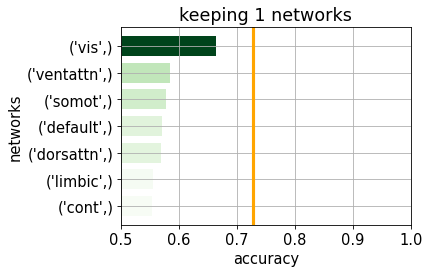 keeping 1 networks
networks
('vis',)
('ventattn',)
('somot',)
('default',)
('dorsattn',)
('limbic',)
('cont',)
0.5 0.6 0.7 0.8 0.9 1.0
accuracy